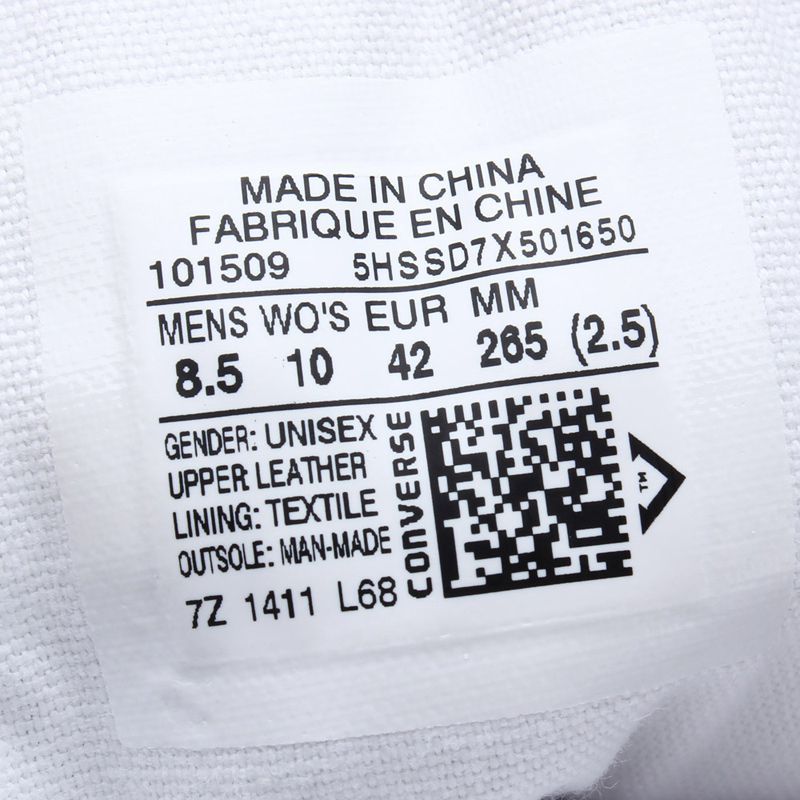 MADE IN CHINA
FABRIQUE EN CHINE
101509 5HSSD7X501650
MENS WO'S EUR MM
8.5 10 42 265 (2.5)
GENDER: UNISEX
UPPER LEATHER
LINING: TEXTILE
OUTSOLE: MAN-MADE
7Z 1411 L68
CONVERSE
TM